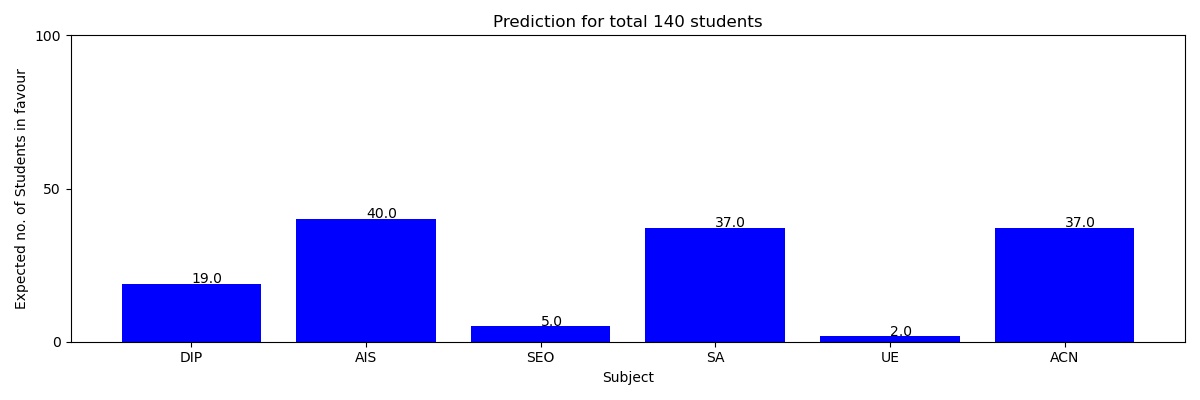 Prediction for total 140 students
Expected no. of Students in favour
100
50
0
19.0
40.0
5.0
37.0
2.0
37.0
DIP AIS SEO SA UE ACN
Subject